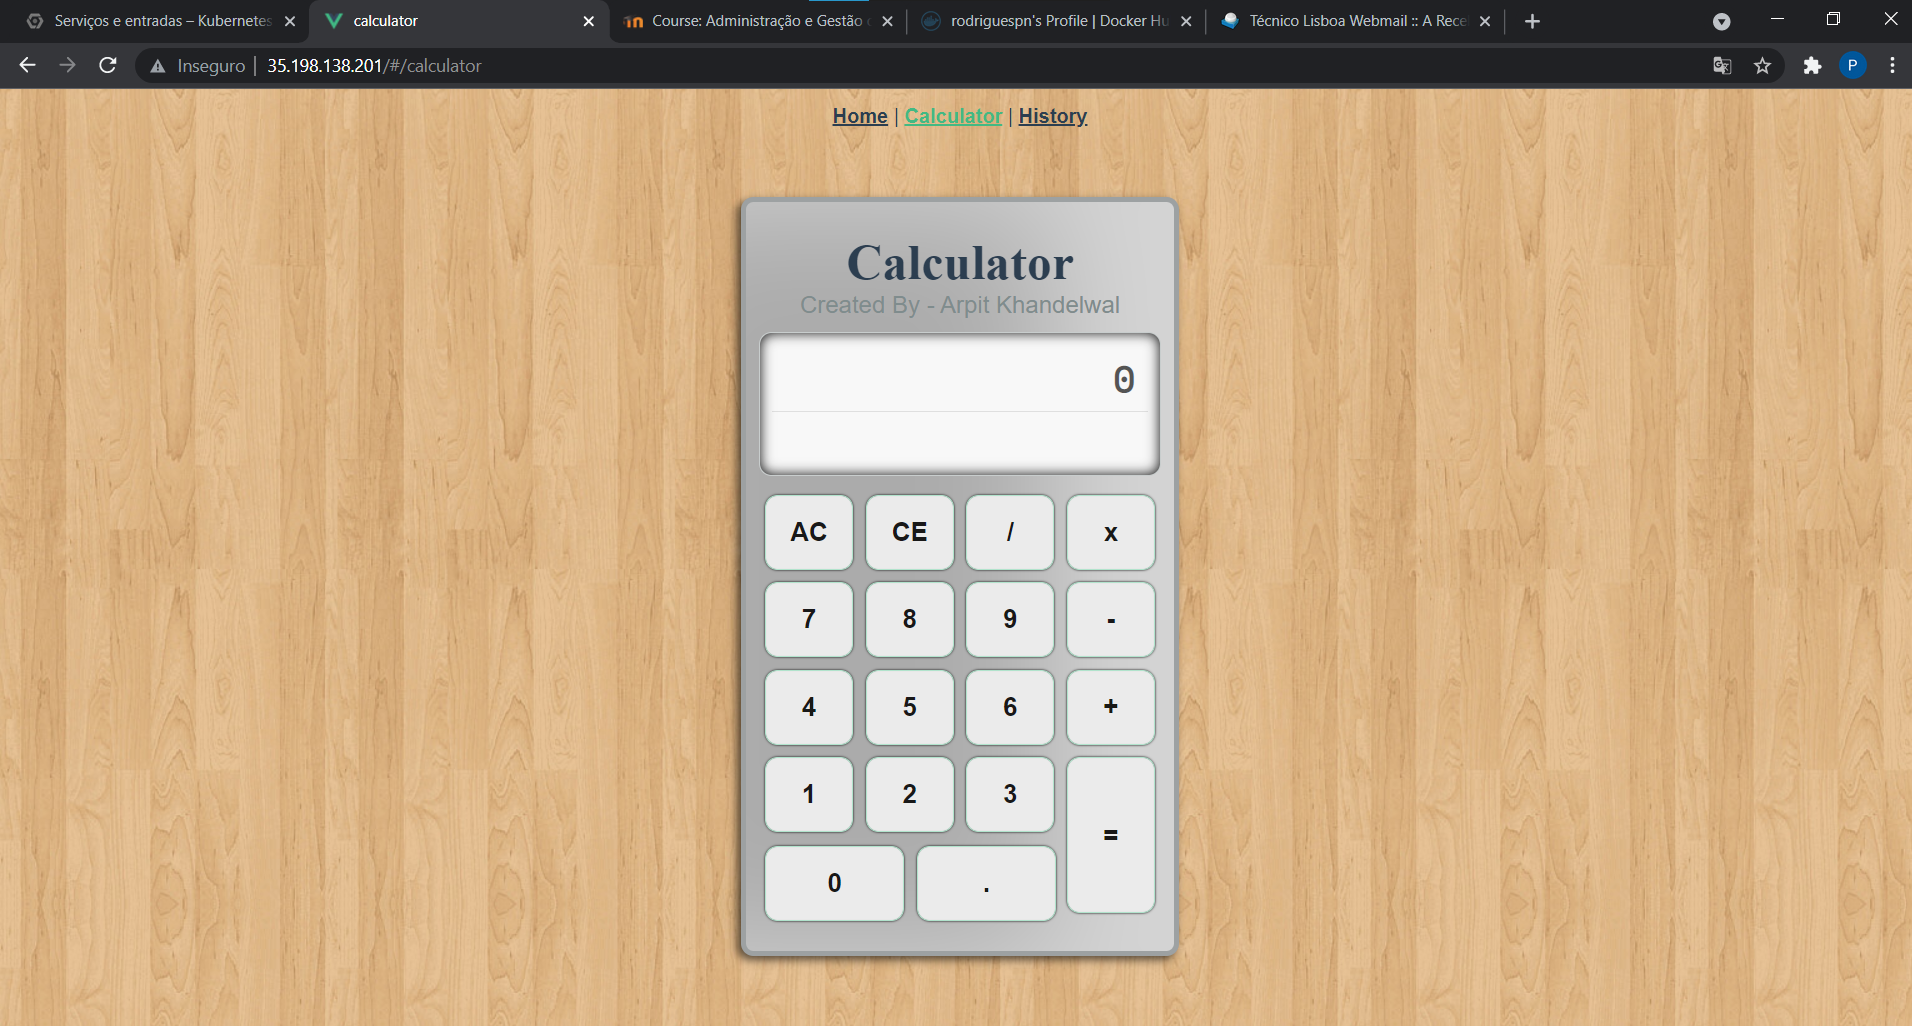 Serviços e entradas – Kubernetes
calculator
Course: Administração e Gestão
rodriguespn's Profile | Docker Hu
Técnico Lisboa Webmail :: A Rece
Inseguro | 35.198.138.201/#/calculator
P
Home | Calculator | History
Calculator
Created By - Arpit Khandelwal
0
AC CE / x
7 8 9 -
4 5 6 +
1 2 3
=
0 .